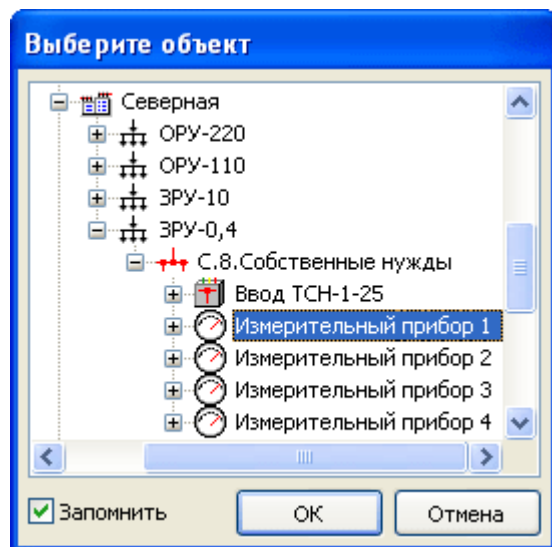 Выберите объект
Северная
ОРУ-220
ОРУ-110
ЗРУ-10
ЗРУ-0,4
С.8.Собственные нужды
Ввод ТСН-1-25
Измерительный прибор 1
Измерительный прибор 2
Измерительный прибор 3
Измерительный прибор 4
Запомнить
ОК
Отмена